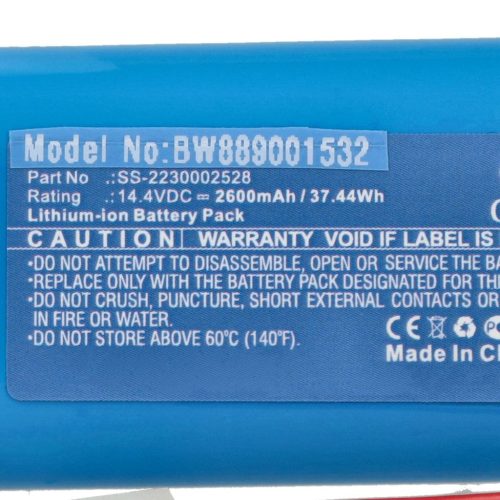 Model No:BW889001532
Part No .:SS-2230002528
Rating .:14.4VDC ⎓ 2600mAh / 37.44Wh
Lithium-ion Battery Pack
CAUTION WARRANTY VOID IF LABEL IS
•DO NOT ATTEMPT TO DISASSEMBLE, OPEN OR SERVICE THE BA
•REPLACE ONLY WITH THE BATTERY PACK DESIGNATED FOR THI
•DO NOT CRUSH, PUNCTURE, SHORT EXTERNAL CONTACTS OR
IN FIRE OR WATER.
•DO NOT STORE ABOVE 60℃ (140℉)
CE
Made In C